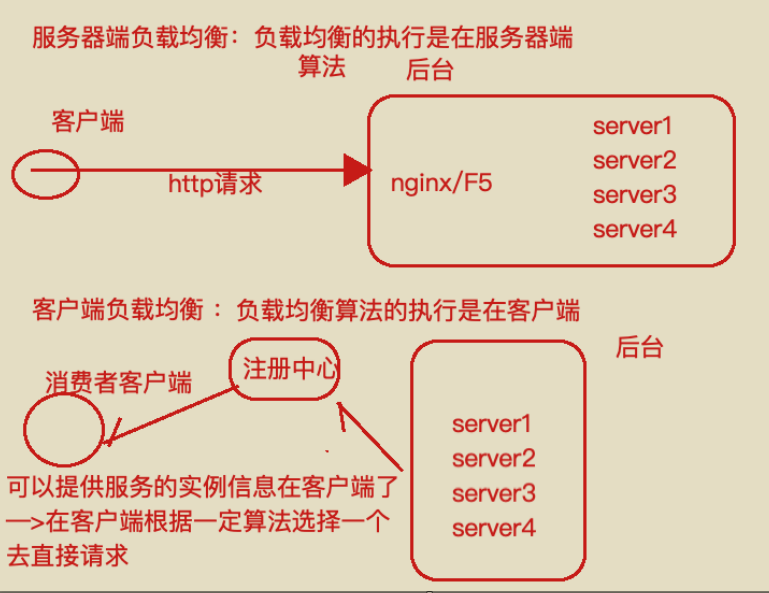 服务器端负载均衡：负载均衡的执行是在服务器端
算法
后台
客户端
http请求
nginx/F5
server1
server2
server3
server4
客户端负载均衡 ：负载均衡算法的执行是在客户端
后台
注册中心
消费者客户端
server1
server2
server3
server4
可以提供服务的实例信息在客户端了
—>在客户端根据一定算法选择一个
去直接请求